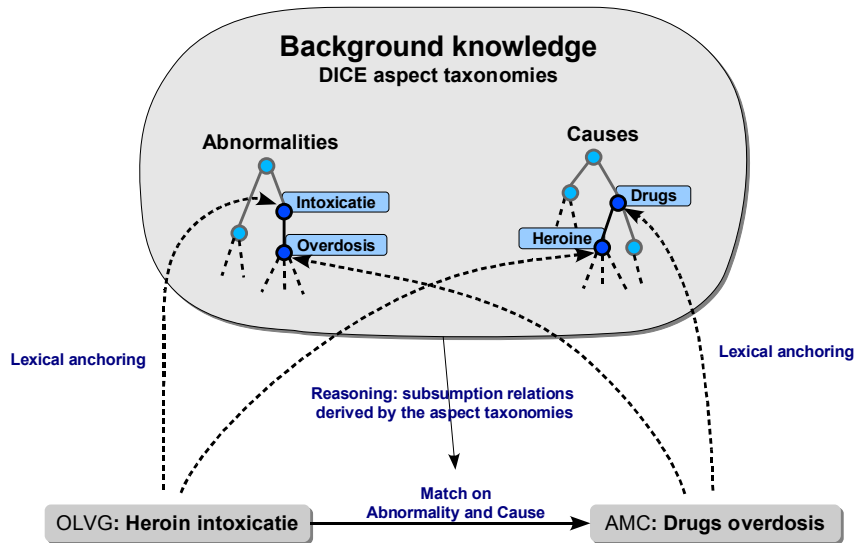 Background knowledge
DICE aspect taxonomies
Abnormalities
Causes
Intoxicatie
Drugs
Overdosis
Heroine
Lexical anchoring
Lexical anchoring
Reasoning: subsumption relations
derived by the aspect taxonomies
Match on
Abnormality and Cause
OLVG: Heroin intoxicatie
AMC: Drugs overdosis